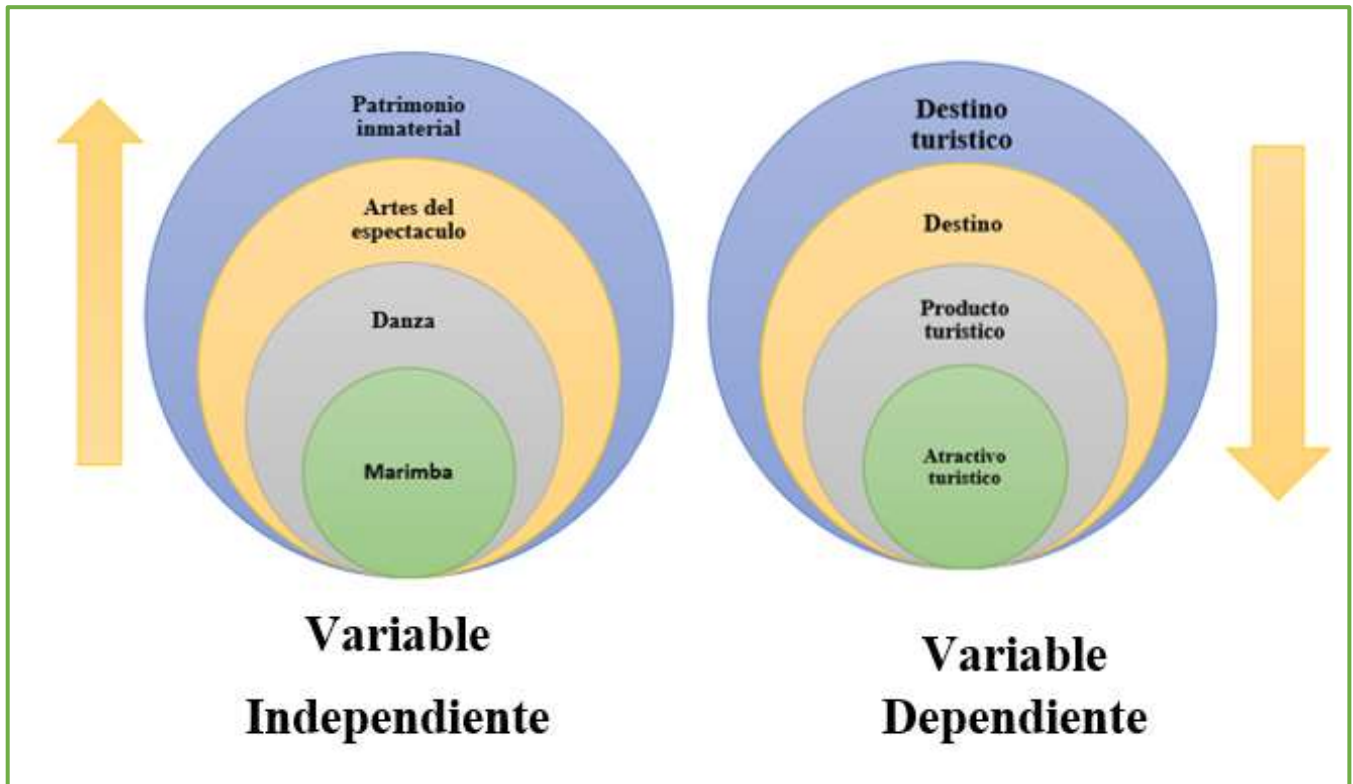 Patrimonio
inmaterial
Artes del
espectaculo
Danza
Marimba
Variable
Independiente
Destino
turistico
Destino
Producto
turistico
Atractivo
turistico
Variable
Dependiente